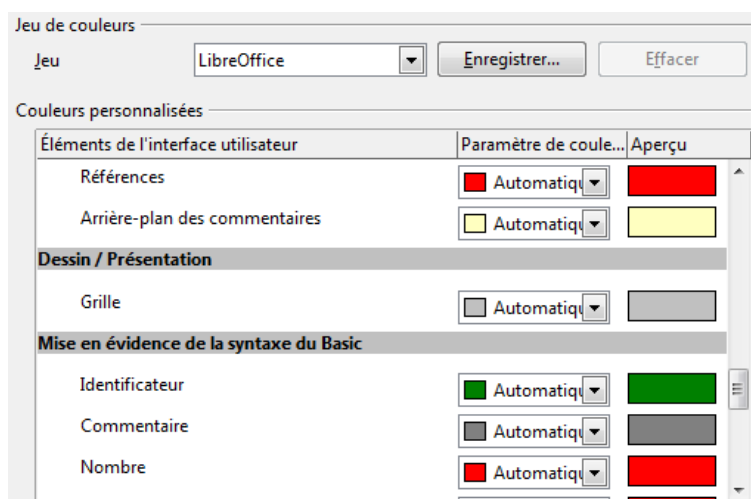 Jeu de couleurs
Jeu LibreOffice Enregistrer... Effacer
Couleurs personnalisées
Éléments de l'interface utilisateur Paramètre de coule... Aperçu
Références Automatiqu
Arrière-plan des commentaires Automatiqu
Dessin / Présentation
Grille Automatiqu
Mise en évidence de la syntaxe du Basic
Identificateur Automatiqu
Commentaire Automatiqu
Nombre Automatiqu